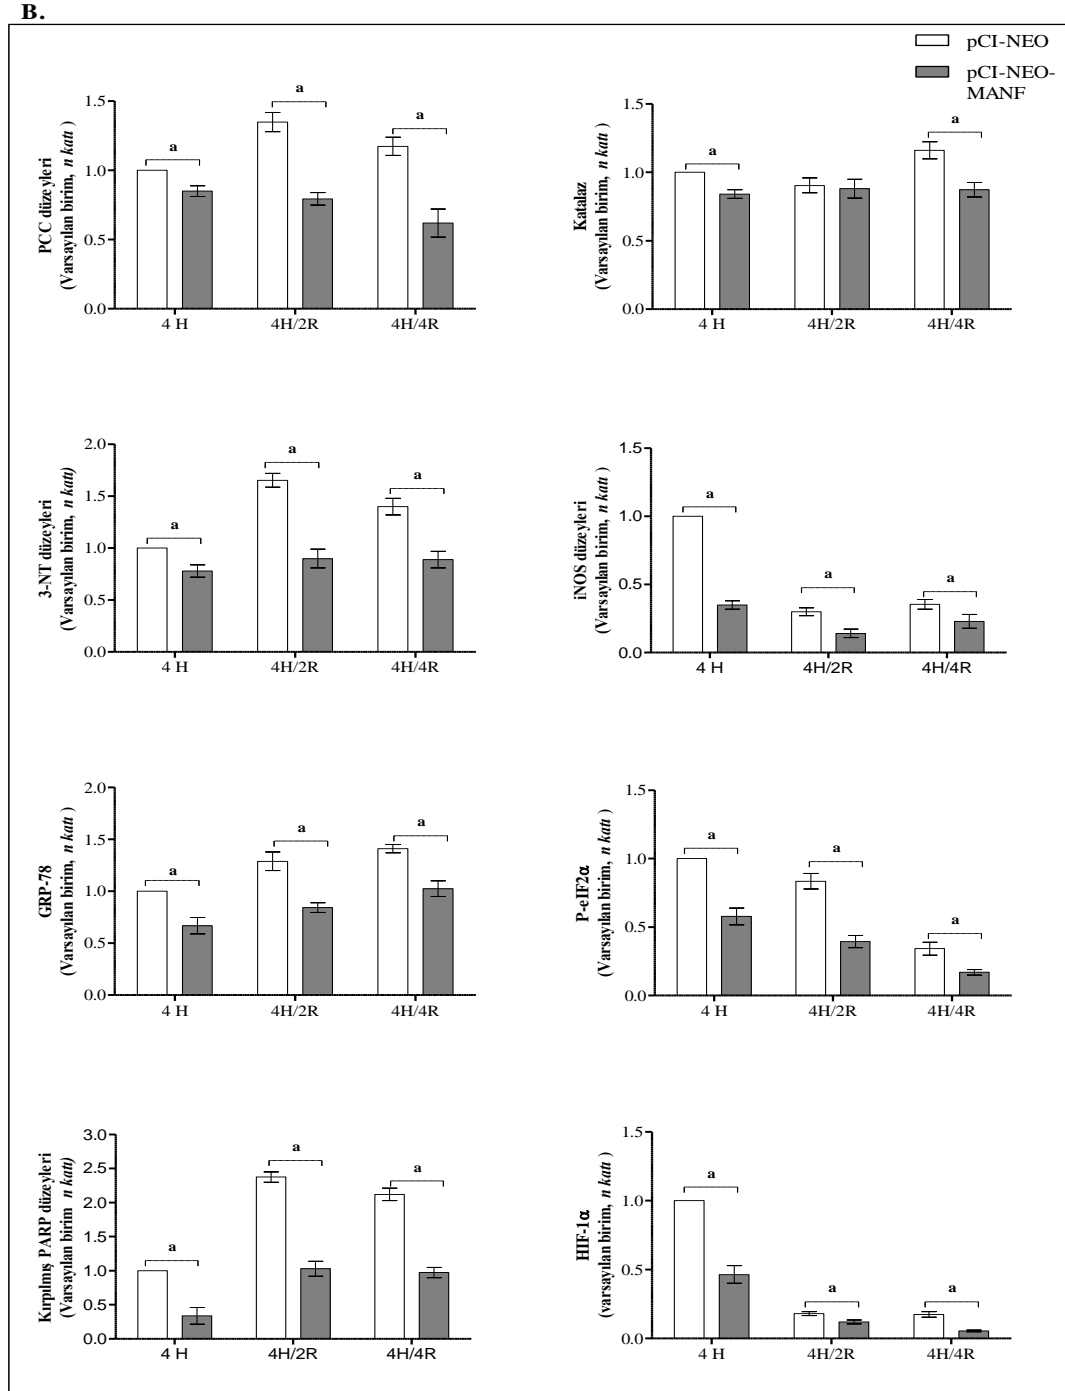 B.
pCI-NEO
pCI-NEO-
MANF
PCC düzeyleri
(Varsayılan birim, n katı )
1.5
1.0
0.5
0.0
a
a
a
4 H
4H/2R
4H/4R
Katalaz
(Varsayılan birim, n katı )
1.5
1.0
0.5
0.0
a
a
4 H
4H/2R
4H/4R
3-NT düzeyleri
(Varsayılan birim, n katı)
2.0
1.5
1.0
0.5
0.0
a
a
a
4 H
4H/2R
4H/4R
iNOS düzeyleri
(Varsayılan birim, n katı )
1.5
1.0
0.5
0.0
a
a
a
4 H
4H/2R
4H/4R
GRP-78
(Varsayılan birim, n katı )
2.0
1.5
1.0
0.5
0.0
a
a
a
4 H
4H/2R
4H/4R
P-eIF2α
(Varsayılan birim, n katı )
1.5
1.0
0.5
0.0
a
a
a
4 H
4H/2R
4H/4R
Kırpılmış PARP düzeyleri
(Varsayılan birim n katı)
3.0
2.5
2.0
1.5
1.0
0.5
0.0
a
a
a
4 H
4H/2R
4H/4R
HIF-1α
(varsayılan birim, n katı )
1.5
1.0
0.5
0.0
a
a
a
4 H
4H/2R
4H/4R